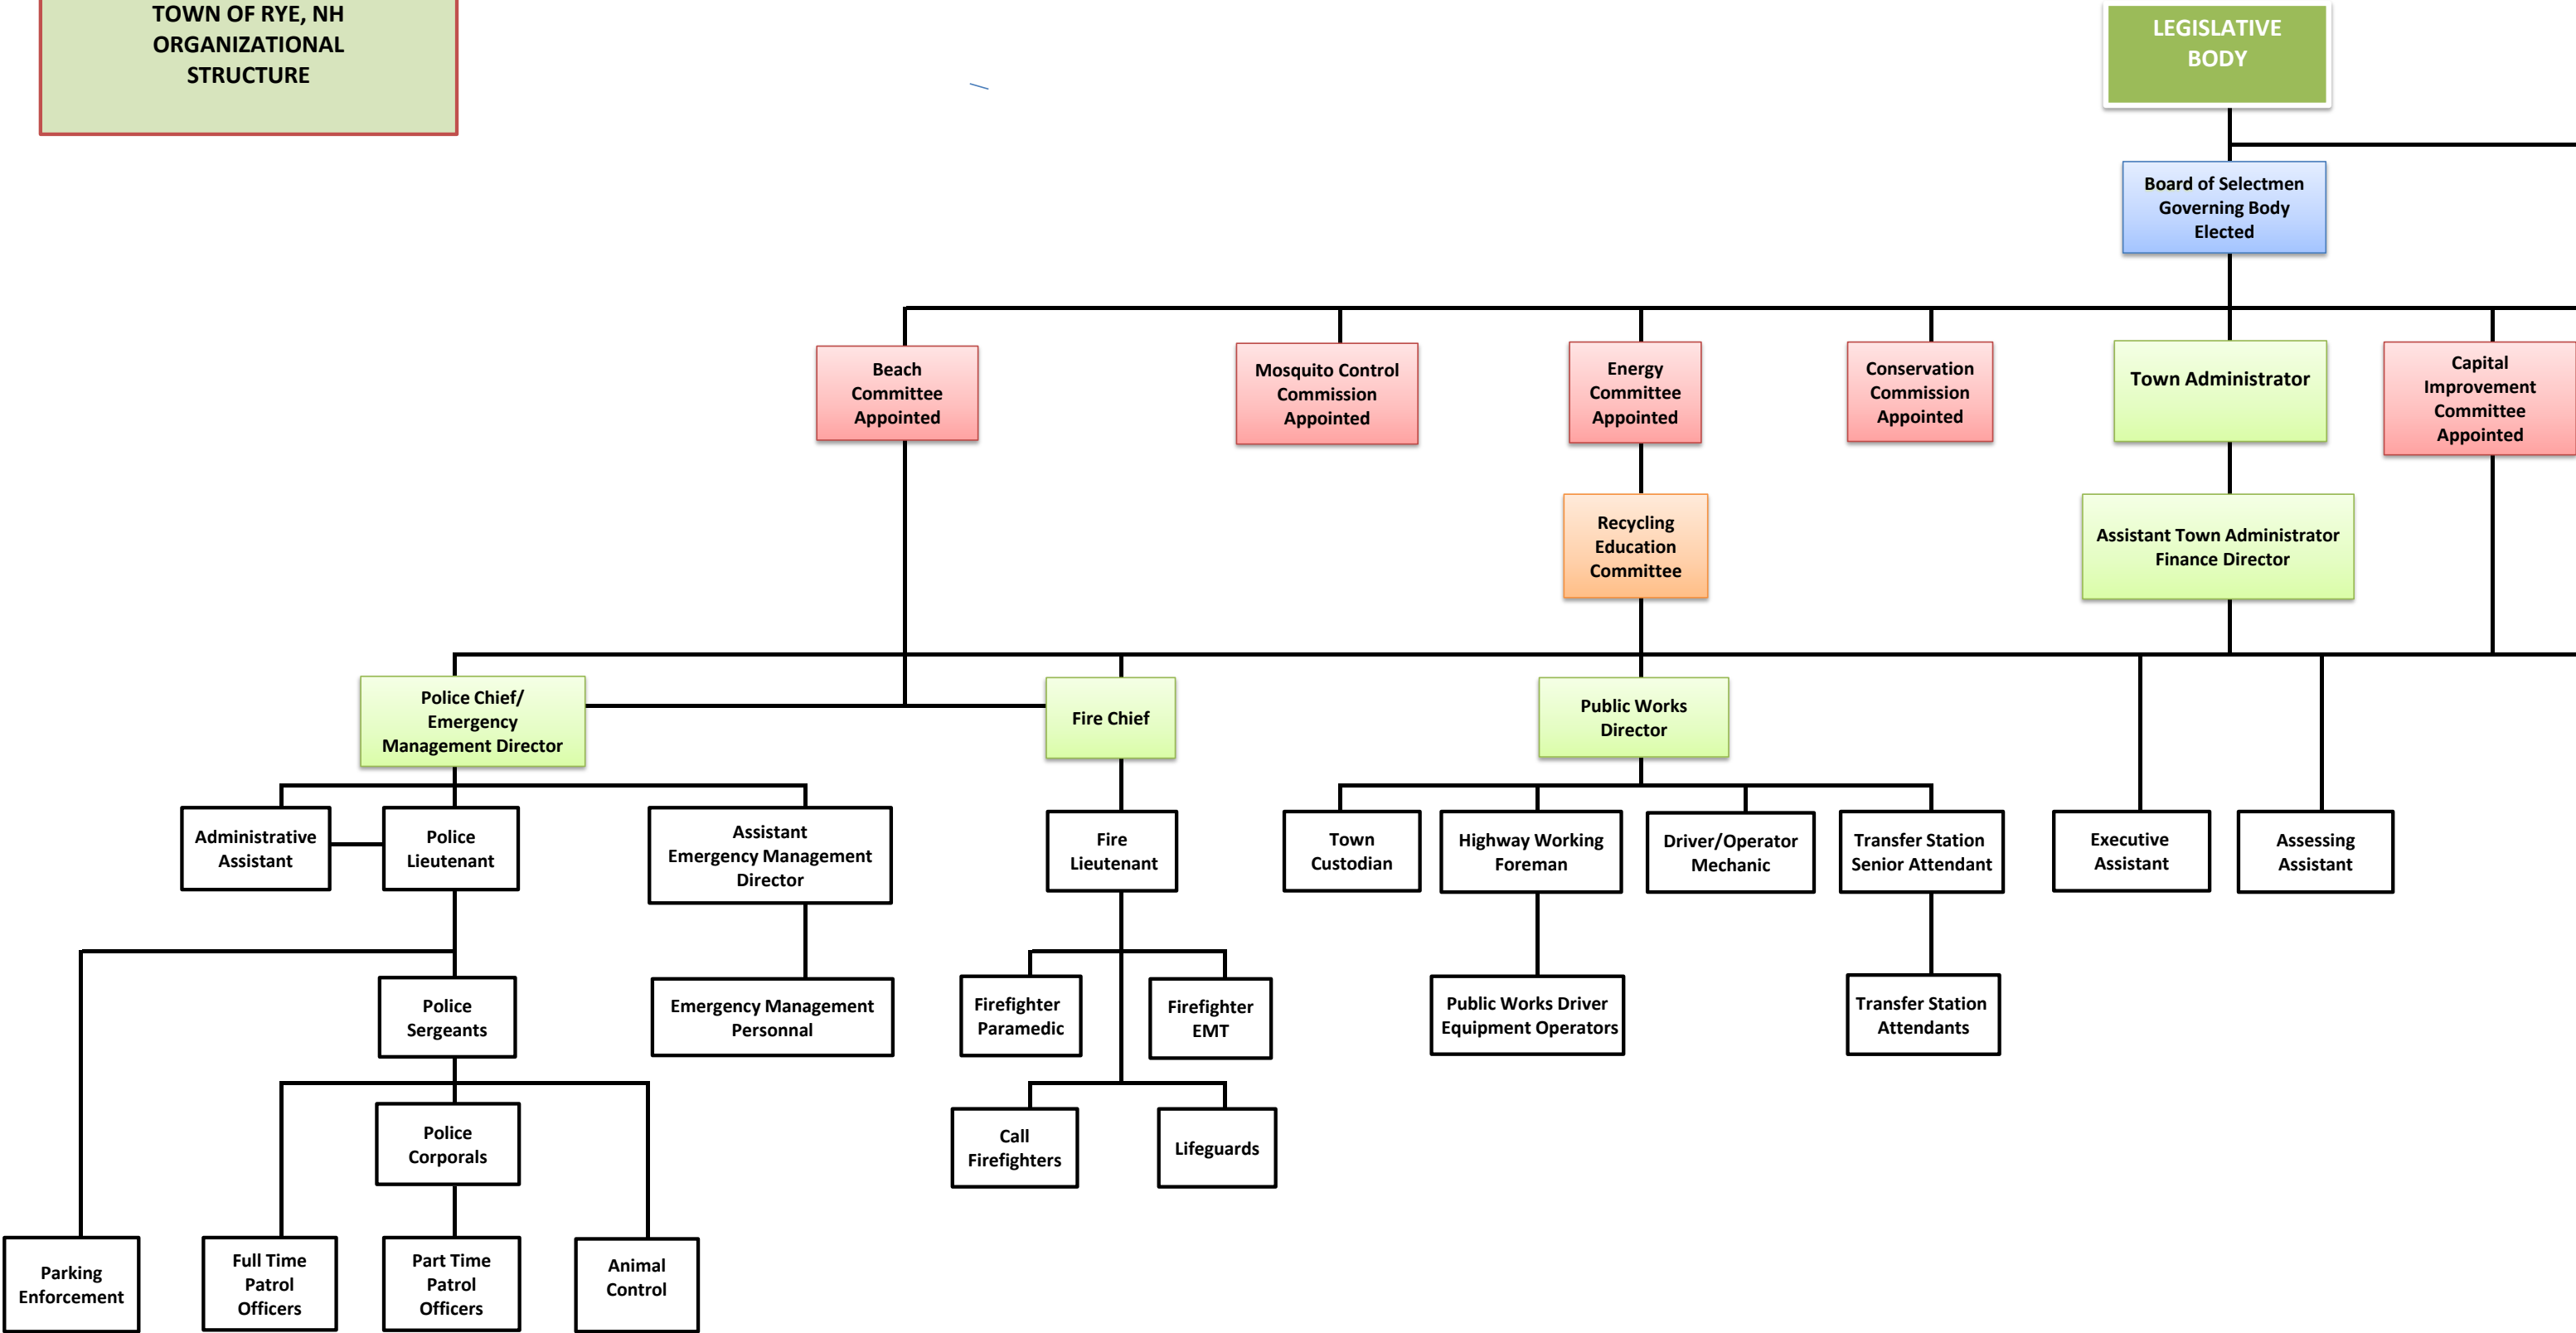 TOWN OF RYE, NH
ORGANIZATIONAL
STRUCTURE
LEGISLATIVE
BODY
Board of Selectmen
Governing Body
Elected
Beach
Committee
Appointed
Mosquito Control
Commission
Appointed
Energy
Committee
Appointed
Conservation
Commission
Appointed
Town Administrator
Capital
Improvement
Committee
Appointed
Recycling
Education
Committee
Assistant Town Administrator
Finance Director
Police Chief/
Emergency
Management Director
Fire Chief
Public Works
Director
Administrative
Assistant
Police
Lieutenant
Assistant
Emergency Management
Director
Fire
Lieutenant
Town
Custodian
Highway Working
Foreman
Driver/Operator
Mechanic
Transfer Station
Senior Attendant
Executive
Assistant
Assessing
Assistant
Police
Sergeants
Emergency Management
Personnal
Firefighter
Paramedic
Firefighter
EMT
Public Works Driver
Equipment Operators
Transfer Station
Attendants
Police
Corporals
Call
Firefighters
Lifeguards
Parking
Enforcement
Full Time
Patrol
Officers
Part Time
Patrol
Officers
Animal
Control